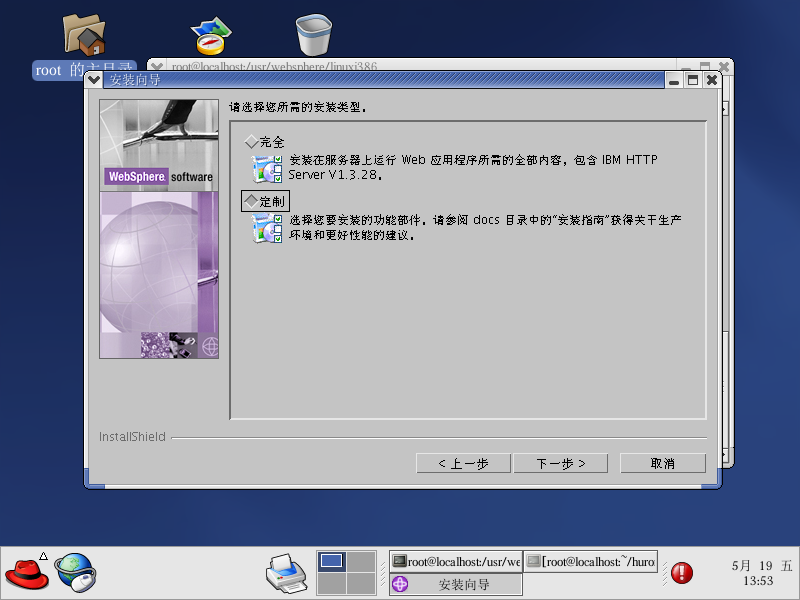 root 的主目录
root@localhost:/usr/websphere/linuxi386
安装向导
请选择您所需的安装类型。
WebSphere software
完全
安装在服务器上运行 Web 应用程序所需的全部内容，包含 IBM HTTP
Server V1.3.28。
定制
选择您要安装的功能部件。请参阅 docs 目录中的“安装指南”获得关于生产
环境和更好性能的建议。
InstallShield
< 上一步
下一步 >
取消
root@localhost:/usr/we
[root@localhost:~/huro
安装向导
5月 19 五
13:53